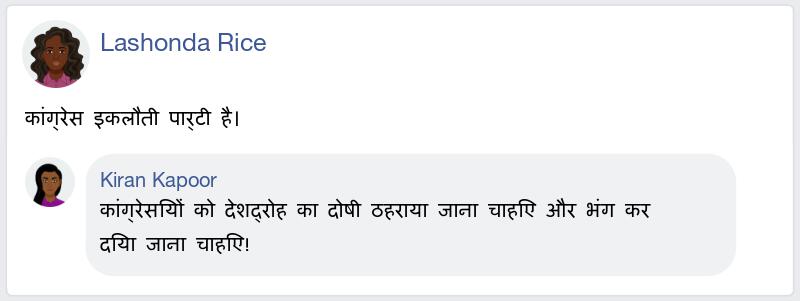 Lashonda Rice
कांग्रेस इकलौती पार्टी है।
Kiran Kapoor
कांग्रेसियों को देशद्रोह का दोषी ठहराया जाना चाहिए और भंग कर
दिया जाना चाहिए!